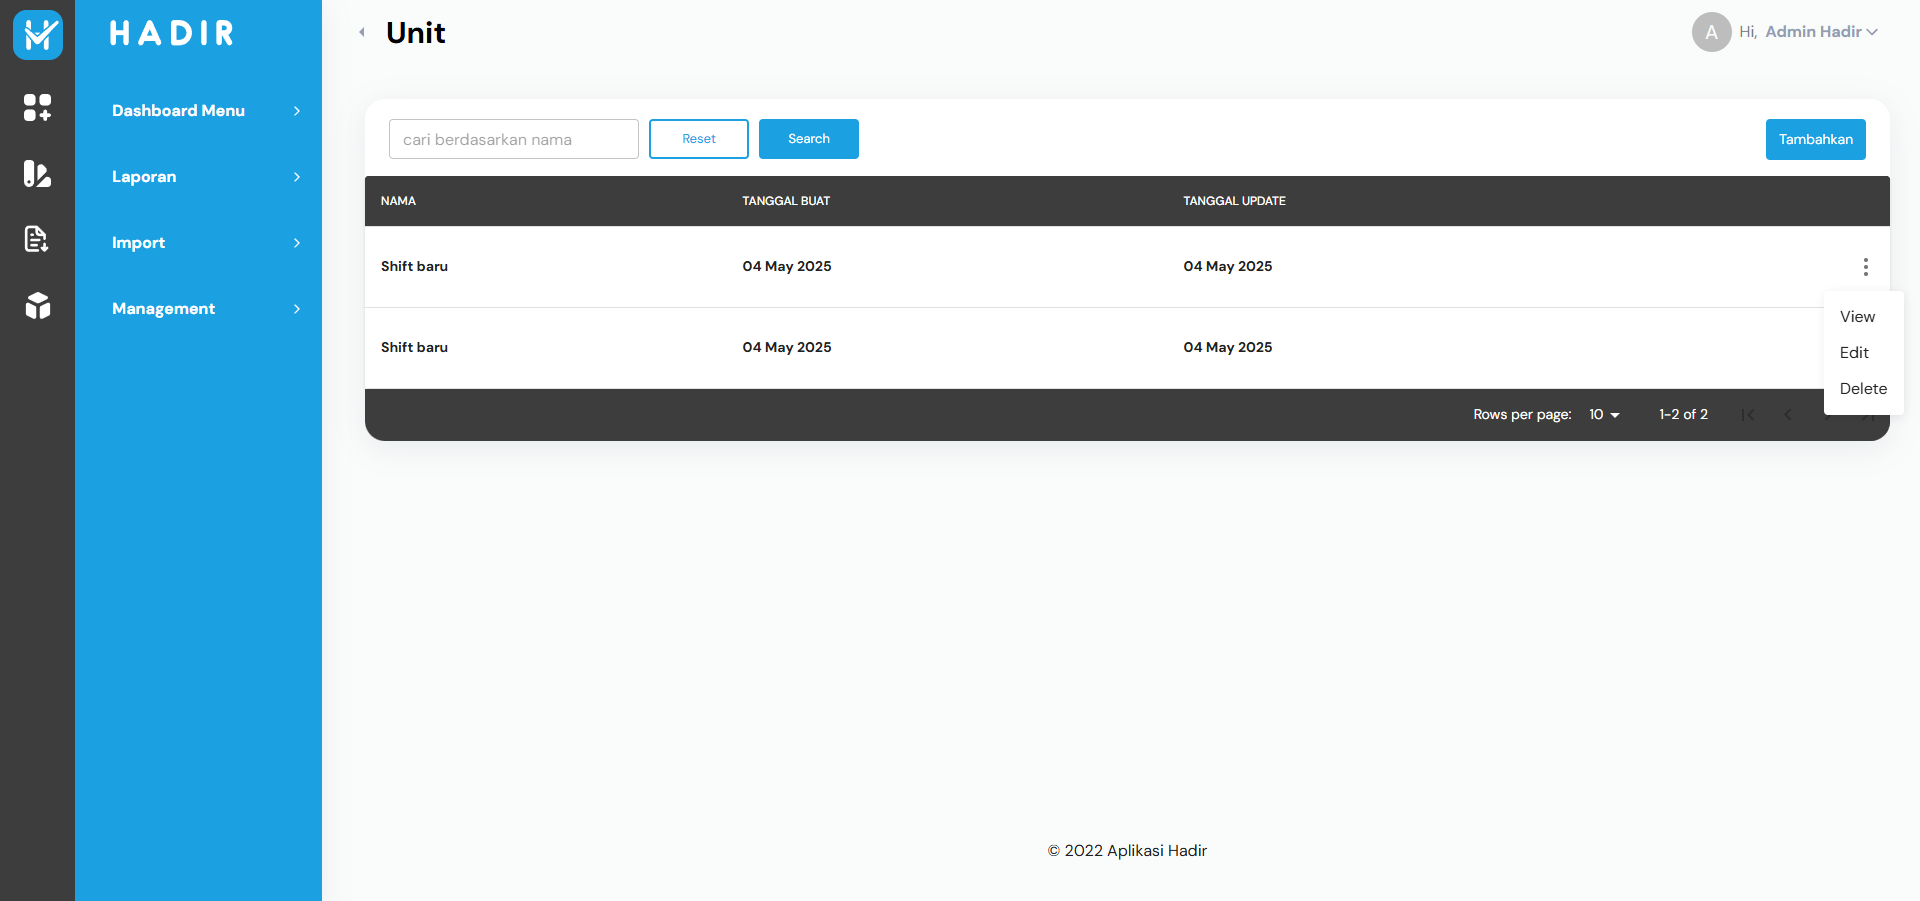 HADIR
Unit
A Hi, Admin Hadir
Dashboard Menu
Laporan
Import
Management
cari berdasarkan nama Reset Search Tambahkan
NAMA TANGGAL BUAT TANGGAL UPDATE
Shift baru 04 May 2025 04 May 2025
Shift baru 04 May 2025 04 May 2025
View
Edit
Delete
Rows per page: 10 1-2 of 2
© 2022 Aplikasi Hadir